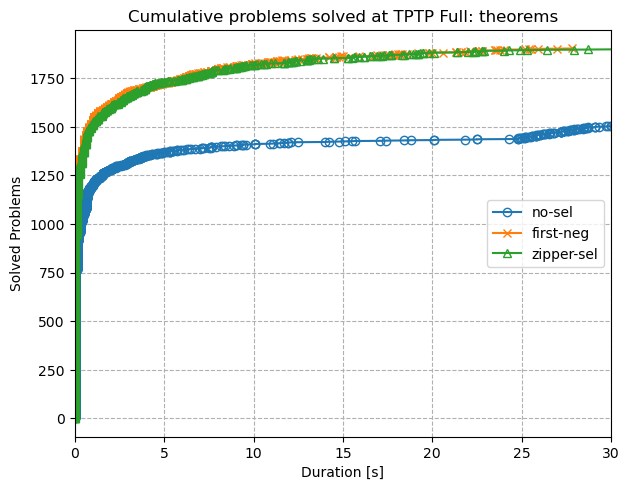 Cumulative problems solved at TPTP Full: theorems
Solved Problems
1750
1500
1250
1000
750
500
250
0
no-sel
first-neg
zipper-sel
0 5 10 15 20 25 30
Duration [s]